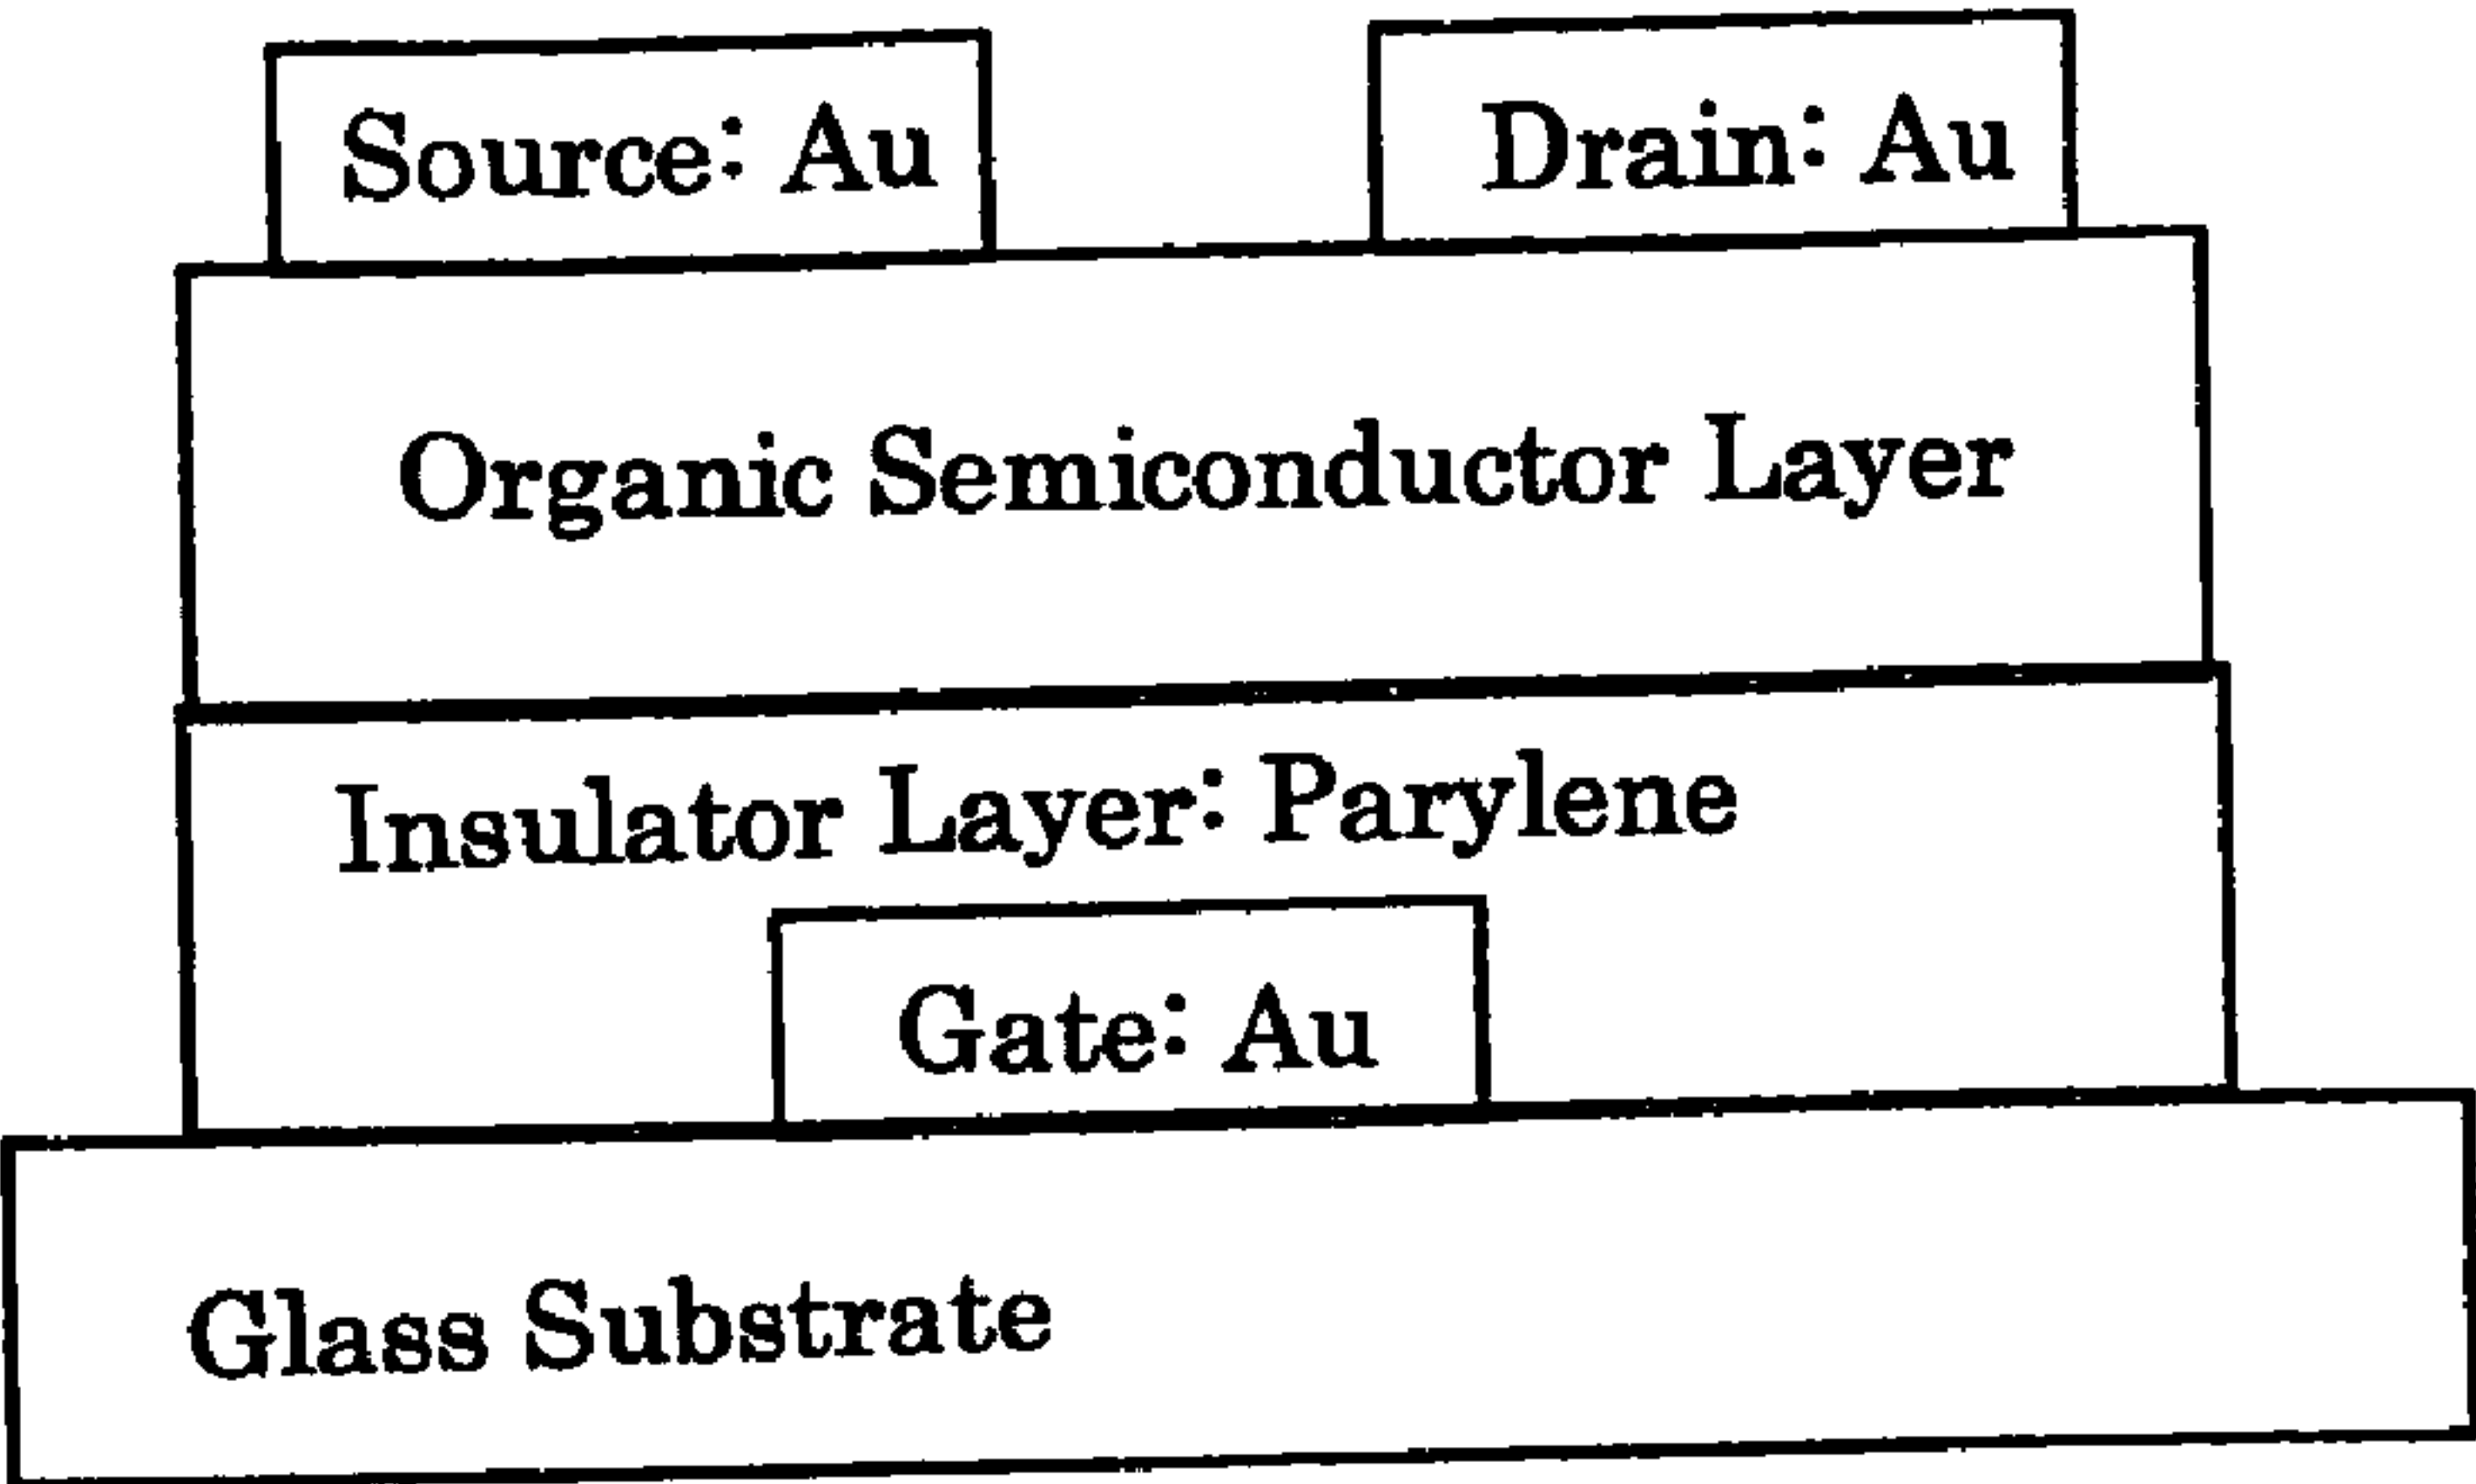 Source: Au
Drain: Au
Organic Semiconductor Layer
Insulator Layer: Parylene
Gate: Au
Glass Substrate